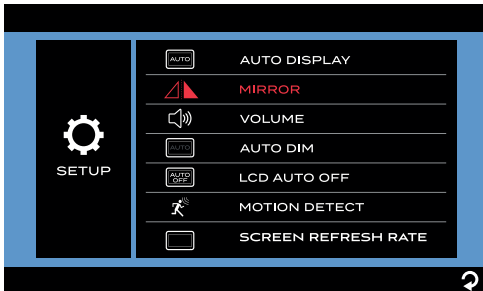 AUTO AUTO DISPLAY
MIRROR
VOLUME
AUTO AUTO DIM
SETUP
AUTO OFF LCD AUTO OFF
MOTION DETECT
SCREEN REFRESH RATE